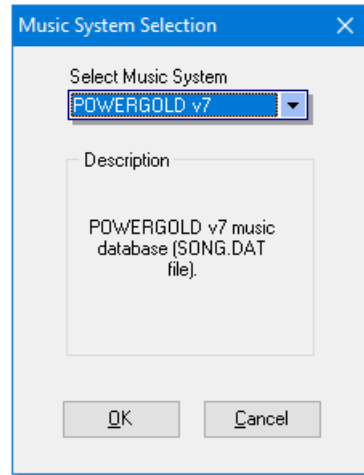 Music System Selection
Select Music System
POWERGOLD v7
Description
POWERGOLD v7 music
database (SONG.DAT
file).
OK
Cancel